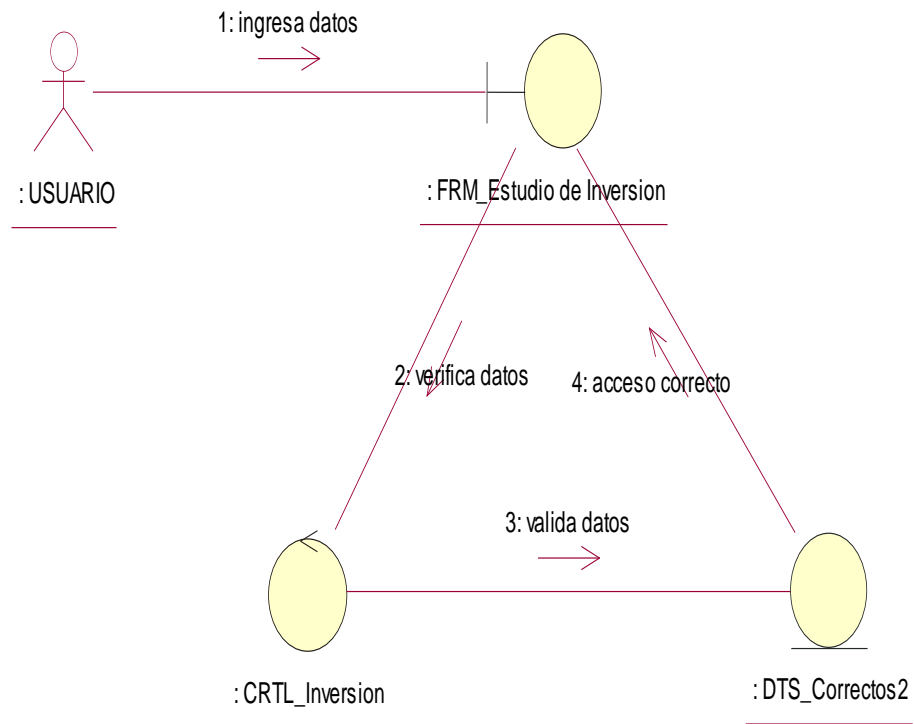 1: ingresa datos
: USUARIO
: FRM_Estudio de Inversion
2: verifica datos
4: acceso correcto
3: valida datos
: CRTL_Inversion
: DTS_Correctos2